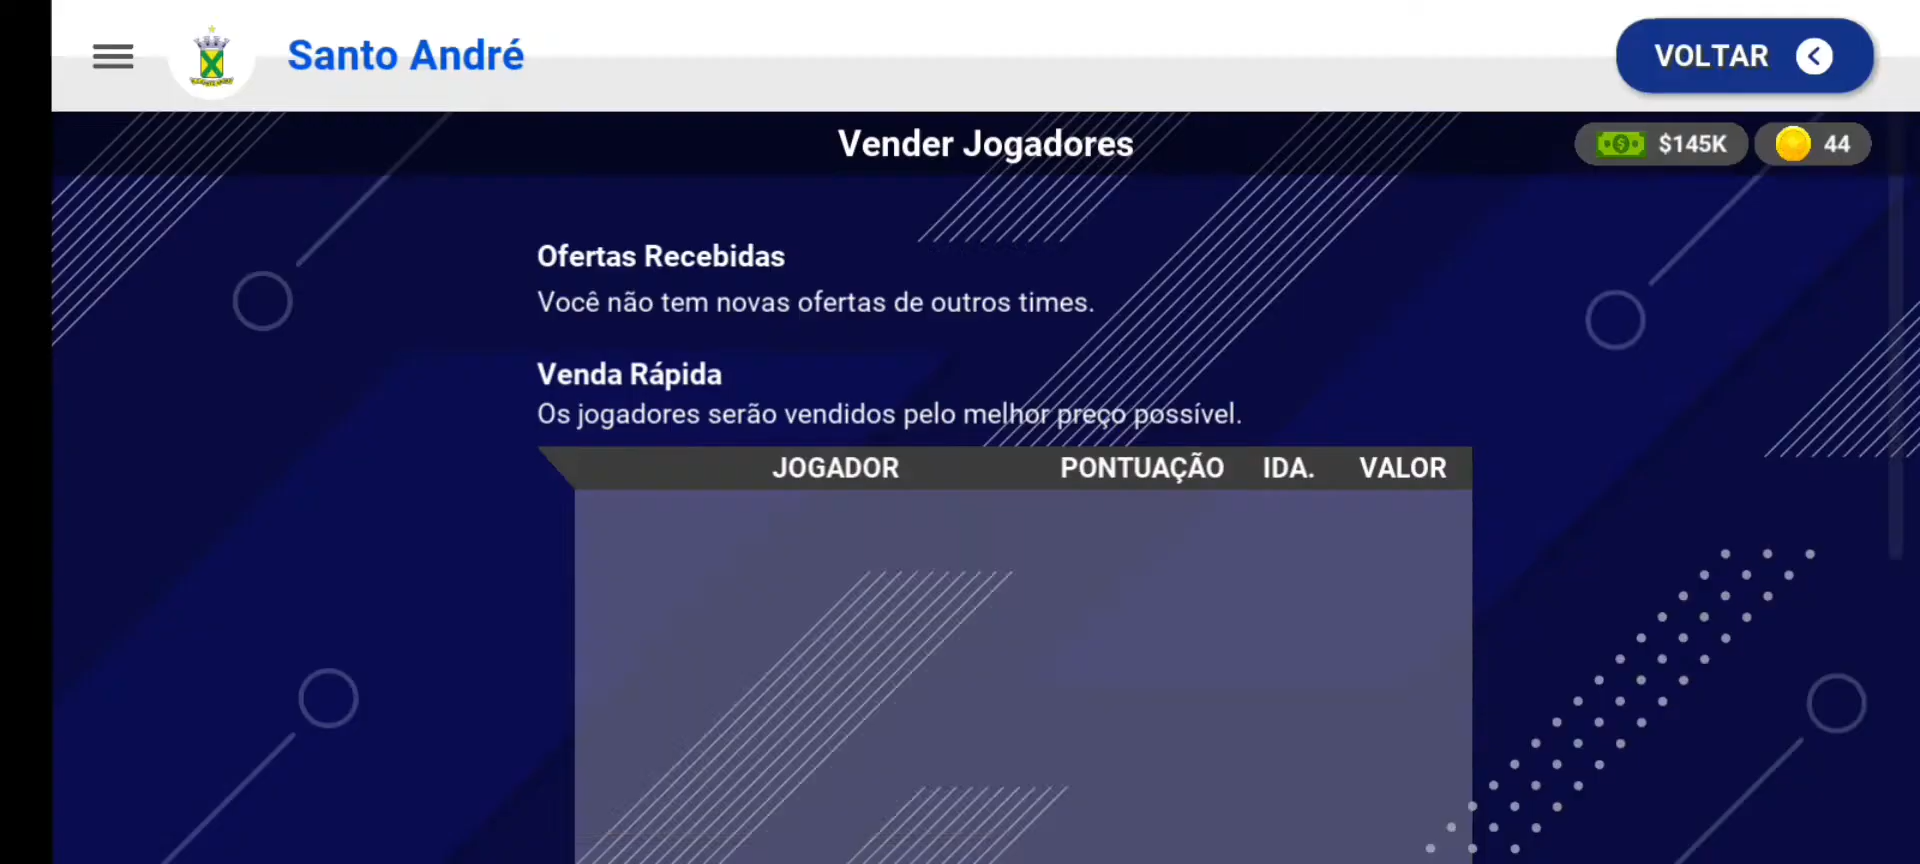 Santo André
VOLTAR
Vender Jogadores
$145K
44
Ofertas Recebidas
Você não tem novas ofertas de outros times.
Venda Rápida
Os jogadores serão vendidos pelo melhor preço possível.
JOGADOR PONTUAÇÃO IDA. VALOR